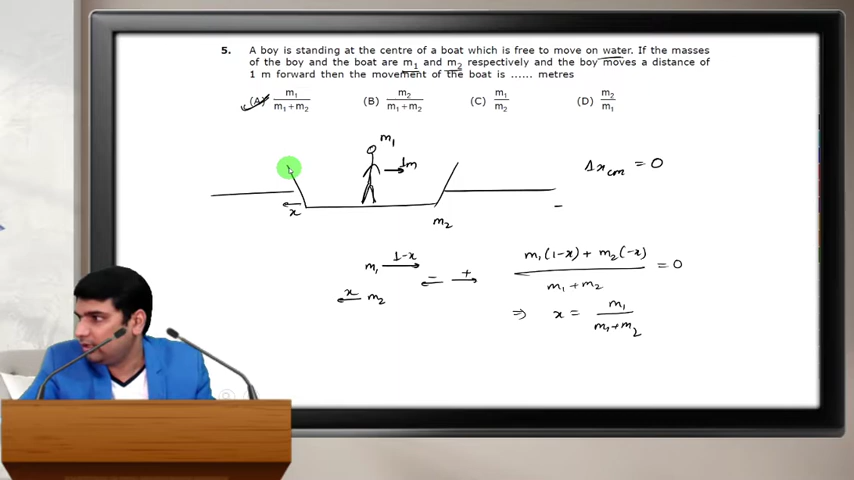 5. A boy is standing at the centre of a boat which is free to move on water. If the masses
of the boy and the boat are m₁ and m₂ respectively and the boy moves a distance of
1 m forward then the movement of the boat is ...... metres
(A) m₁/(m₁+m₂) (B) m₂/(m₁+m₂) (C) m₁/m₂ (D) m₂/m₁
m₁
1m
Δx_cm = 0
x
m₂
m₁ 1-x
- +
x m₂
(m₁(1-x) + m₂(-x))/(m₁+m₂) = 0
⇒ x = m₁/(m₁+m₂)